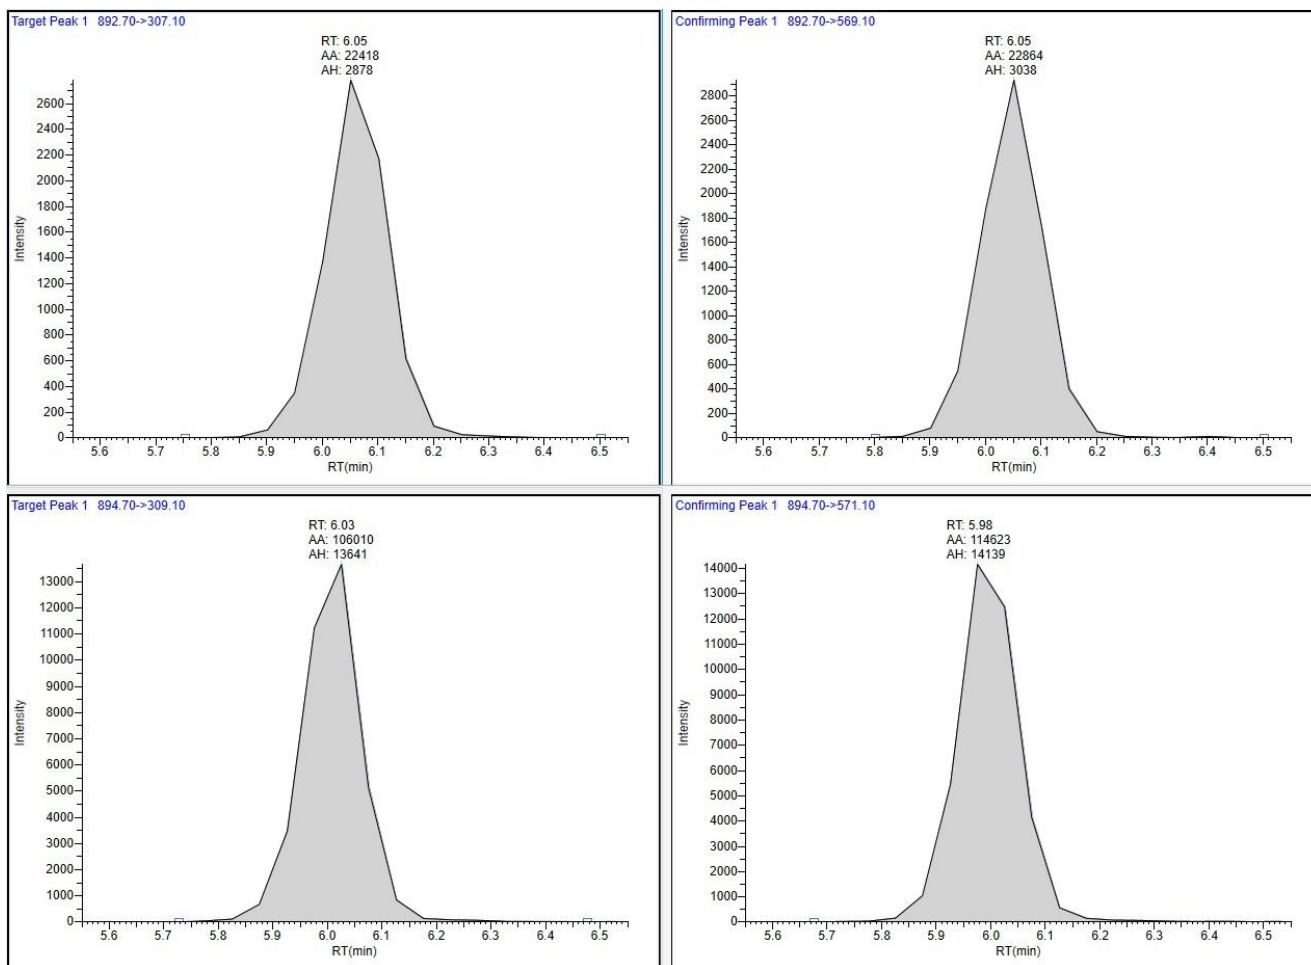 Target Peak 1 892.70->307.10
RT: 6.05
AA: 22418
AH: 2878
2600
2400
2200
2000
1800
1600
1400
1200
1000
800
600
400
200
0
Intensity
5.6 5.7 5.8 5.9 6.0 6.1 6.2 6.3 6.4 6.5
RT(min)
Confirming Peak 1 892.70->569.10
RT: 6.05
AA: 22864
AH: 3038
2800
2600
2400
2200
2000
1800
1600
1400
1200
1000
800
600
400
200
0
Intensity
5.6 5.7 5.8 5.9 6.0 6.1 6.2 6.3 6.4 6.5
RT(min)
Target Peak 1 894.70->309.10
RT: 6.03
AA: 106010
AH: 13641
13000
12000
11000
10000
9000
8000
7000
6000
5000
4000
3000
2000
1000
0
Intensity
5.6 5.7 5.8 5.9 6.0 6.1 6.2 6.3 6.4 6.5
RT(min)
Confirming Peak 1 894.70->571.10
RT: 5.98
AA: 114623
AH: 14139
14000
13000
12000
11000
10000
9000
8000
7000
6000
5000
4000
3000
2000
1000
0
Intensity
5.6 5.7 5.8 5.9 6.0 6.1 6.2 6.3 6.4 6.5
RT(min)